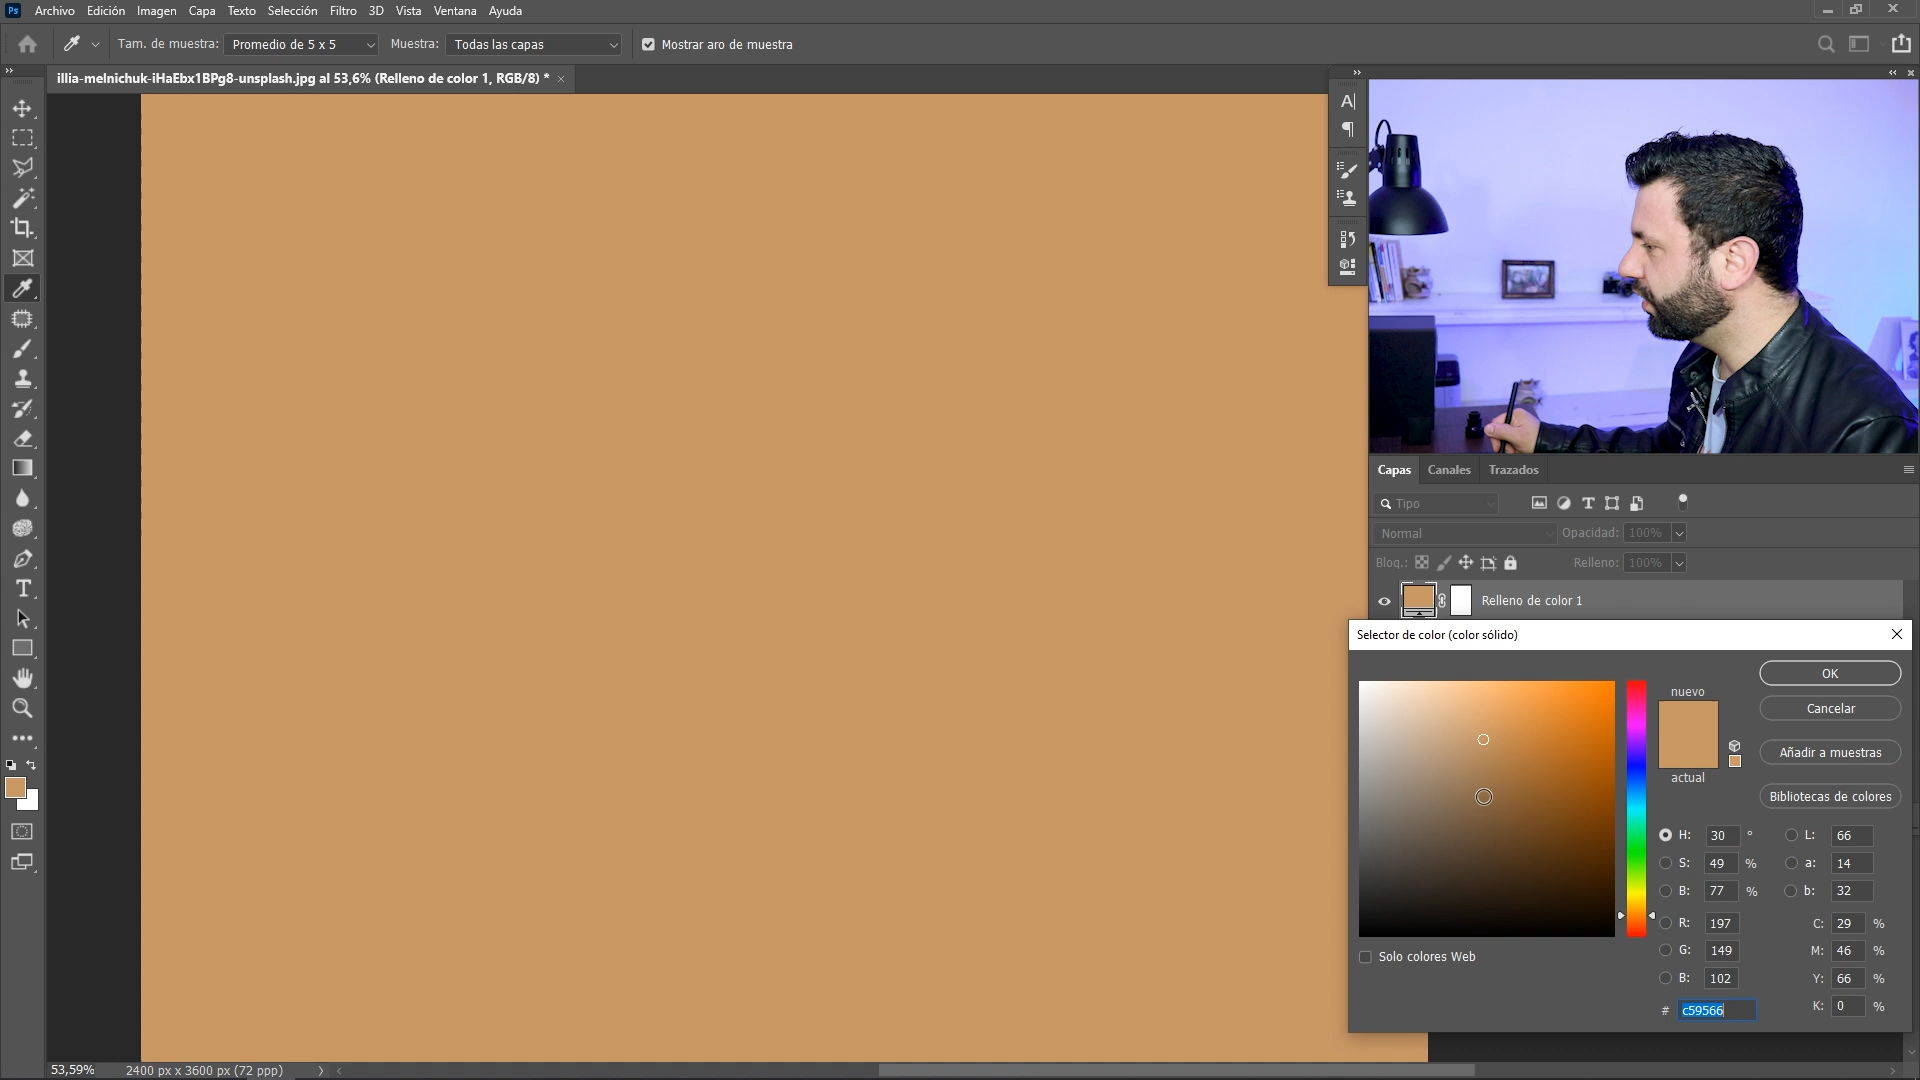 Ps Archivo Edición Imagen Capa Texto Selección Filtro 3D Vista Ventana Ayuda
Tam. de muestra: Promedio de 5 x 5 Muestra: Todas las capas Mostrar aro de muestra
illia-melnichuk-iHaEbx1BPg8-unsplash.jpg al 53,6% (Relleno de color 1, RGB/8) *
Capas Canales Trazados
Tipo
Normal Opacidad: 100%
Bloq.: Relleno: 100%
Relleno de color 1
Selector de color (color sólido)
nuevo
actual
OK
Cancelar
Añadir a muestras
Bibliotecas de colores
H: 30 ° L: 66
S: 49 % a: 14
B: 77 % b: 32
R: 197 C: 29 %
G: 149 M: 46 %
B: 102 Y: 66 %
# c59566 K: 0 %
Solo colores Web
53,59% 2400 px x 3600 px (72 ppp)